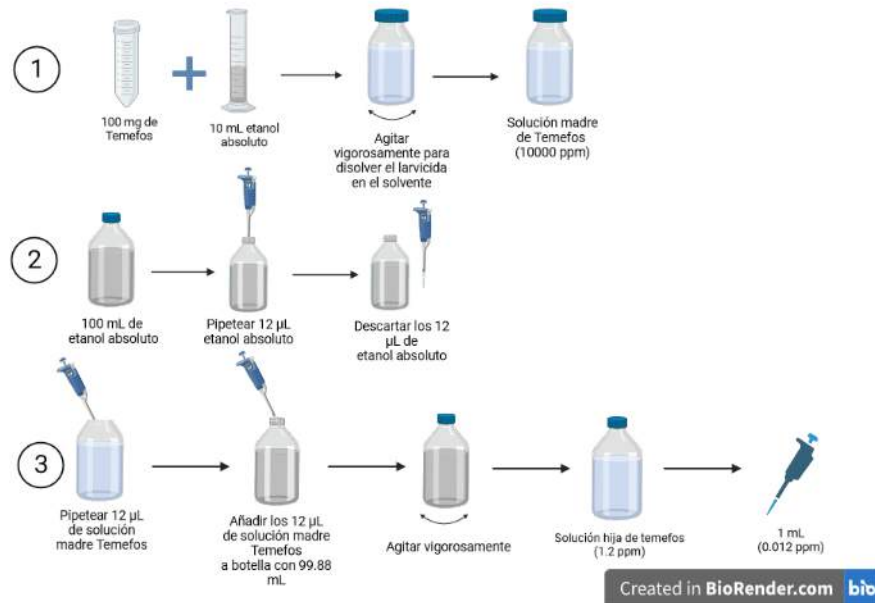 1
100 mg de
Temefos
10 mL etanol
absoluto
Agitar
vigorosamente para
disolver el larvicida
en el solvente
Solución madre
de Temefos
(10000 ppm)
2
100 mL de
etanol absoluto
Pipetear 12 µL
etanol absoluto
Descartar los 12
µL de
etanol absoluto
3
Pipetear 12 µL
de solución
madre Temefos
Añadir los 12 µL
de solución madre
Temefos
a botella con 99.88
mL
Agitar vigorosamente
Solución hija de temefos
(1.2 ppm)
1 mL
(0.012 ppm)
Created in BioRender.com bio